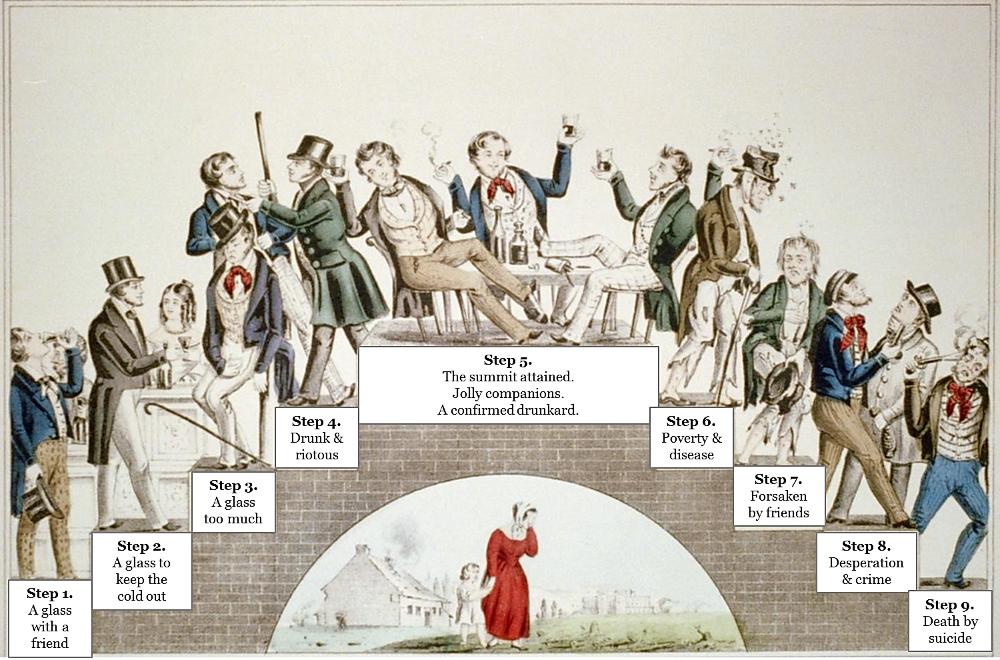 Step 1.
A glass
with a
friend
Step 2.
A glass to
keep the
cold out
Step 3.
A glass
too much
Step 4.
Drunk &
riotous
Step 5.
The summit attained.
Jolly companions.
A confirmed drunkard.
Step 6.
Poverty &
disease
Step 7.
Forsaken
by friends
Step 8.
Desperation
& crime
Step 9.
Death by
suicide